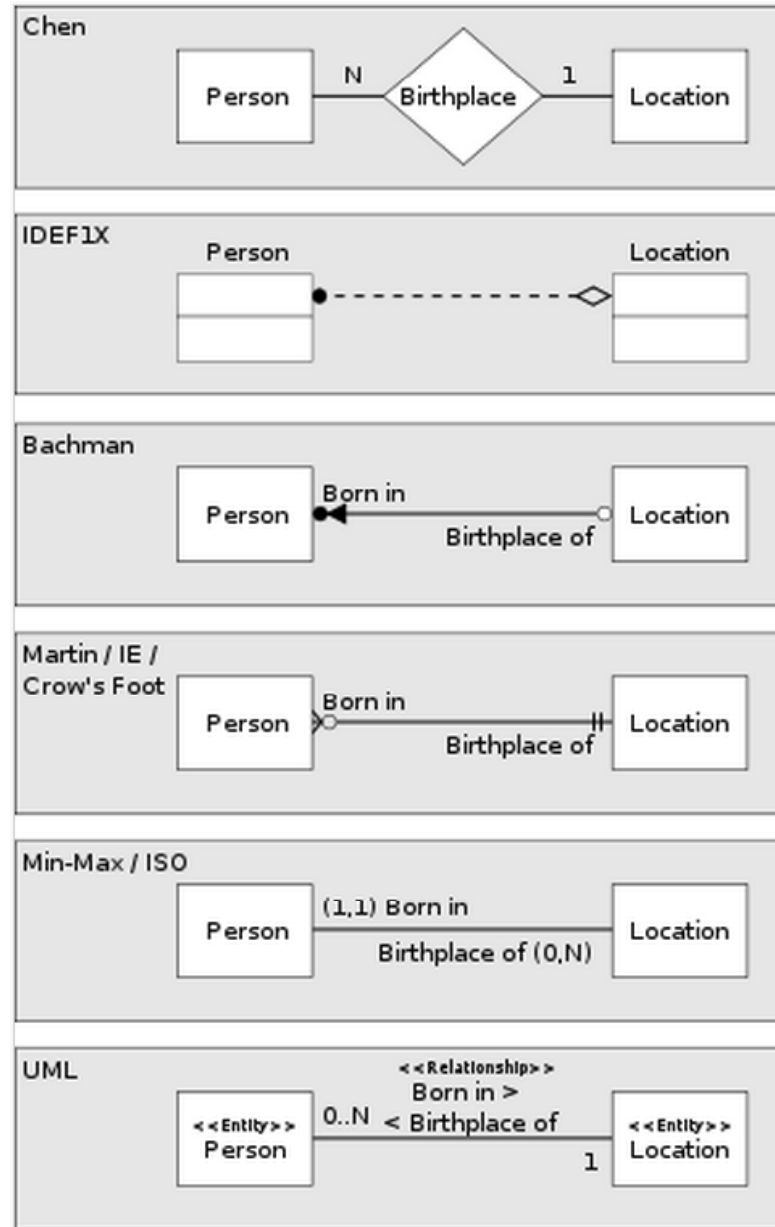 Chen
Person
N
Birthplace
1
Location
IDEF1X
Person
Location
Bachman
Person
Born in
Birthplace of
Location
Martin / IE /
Crow's Foot
Person
Born in
Birthplace of
Location
Min-Max / ISO
Person
(1,1) Born in
Birthplace of (0,N)
Location
UML
<<Entity>>
Person
0..N
<<Relationship>>
Born in >
< Birthplace of
1
<<Entity>>
Location